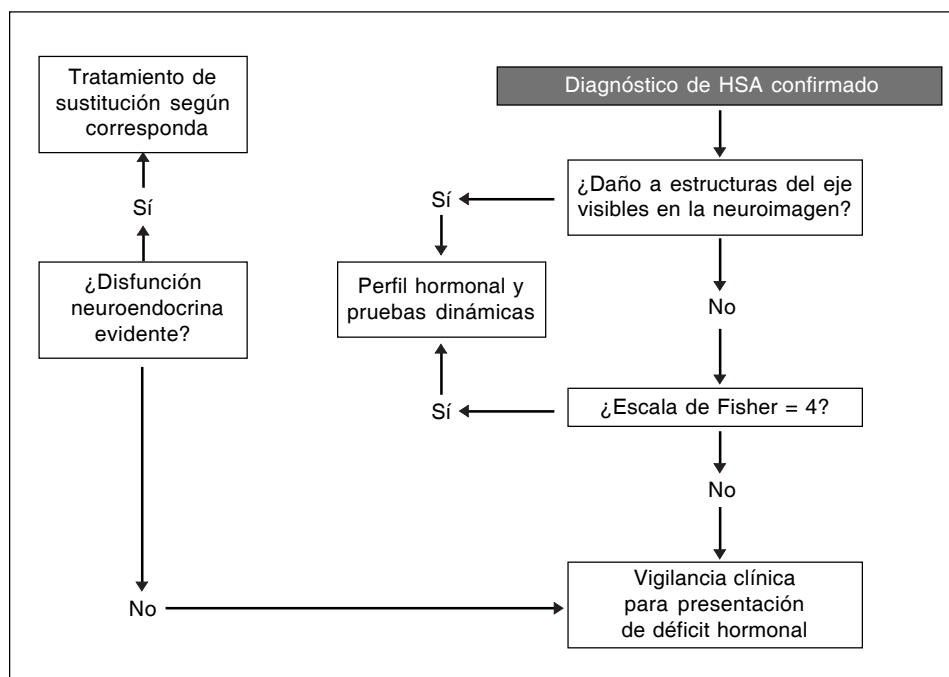 Diagnóstico de HSA confirmado
¿Daño a estructuras del eje
visibles en la neuroimagen?
Sí
Perfil hormonal y
pruebas dinámicas
No
¿Escala de Fisher = 4?
Sí
No
Vigilancia clínica
para presentación
de déficit hormonal
Tratamiento de
sustitución según
corresponda
Sí
¿Disfunción
neuroendocrina
evidente?
No